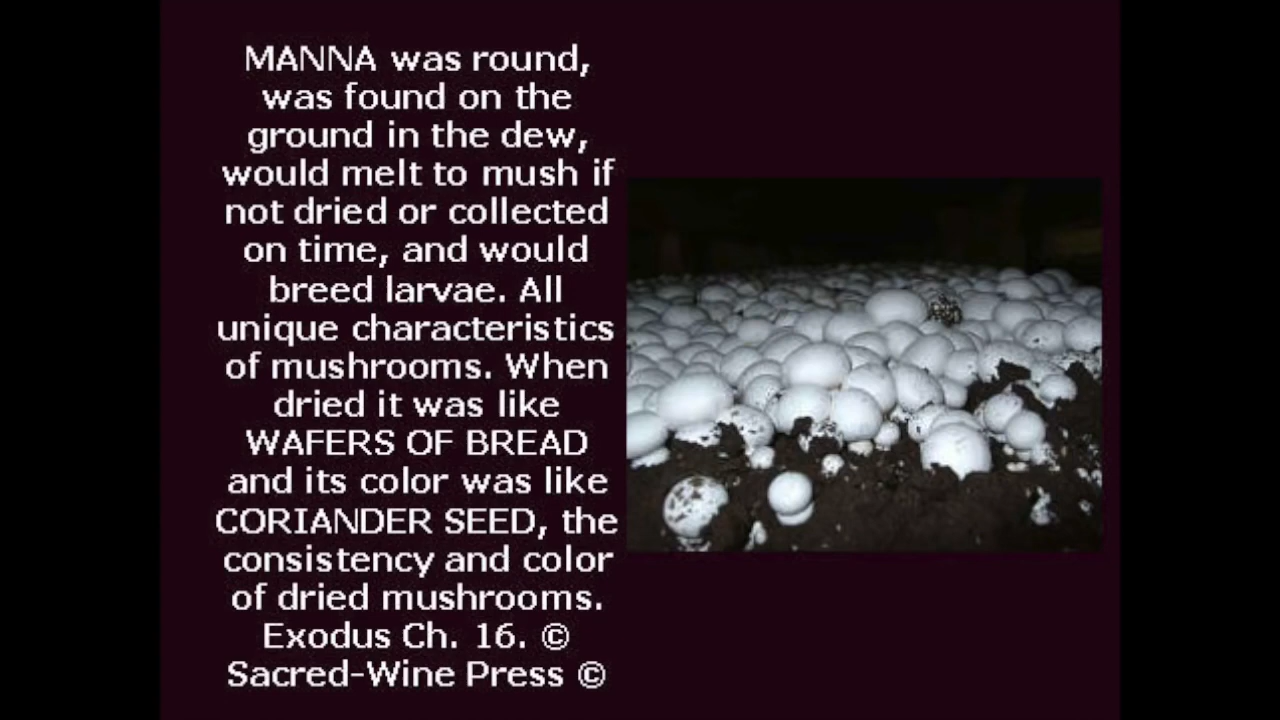 MANNA was round,
was found on the
ground in the dew,
would melt to mush if
not dried or collected
on time, and would
breed larvae. All
unique characteristics
of mushrooms. When
dried it was like
WAFERS OF BREAD
and its color was like
CORIANDER SEED, the
consistency and color
of dried mushrooms.
Exodus Ch. 16. ©
Sacred-Wine Press ©